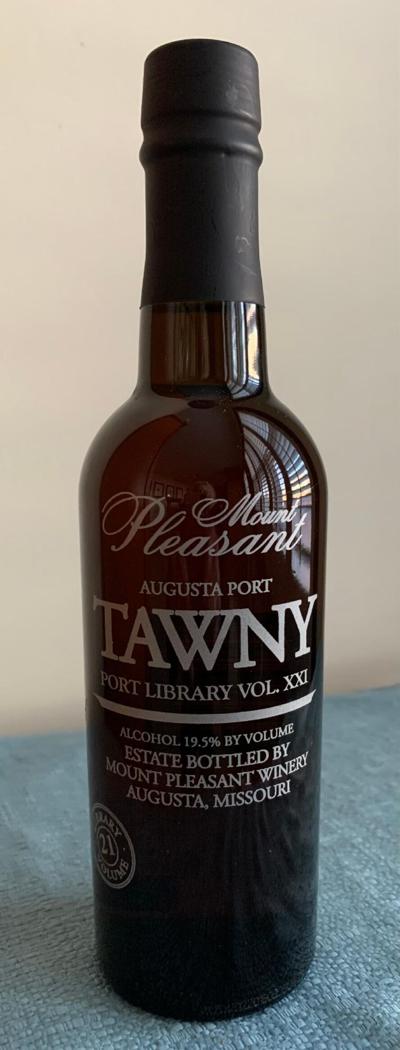 Mount
Pleasant
AUGUSTA PORT
TAWNY
PORT LIBRARY VOL. XXI
ALCOHOL 19.5% BY VOLUME
ESTATE BOTTLED BY
MOUNT PLEASANT WINERY
AUGUSTA, MISSOURI
21
VOLUME